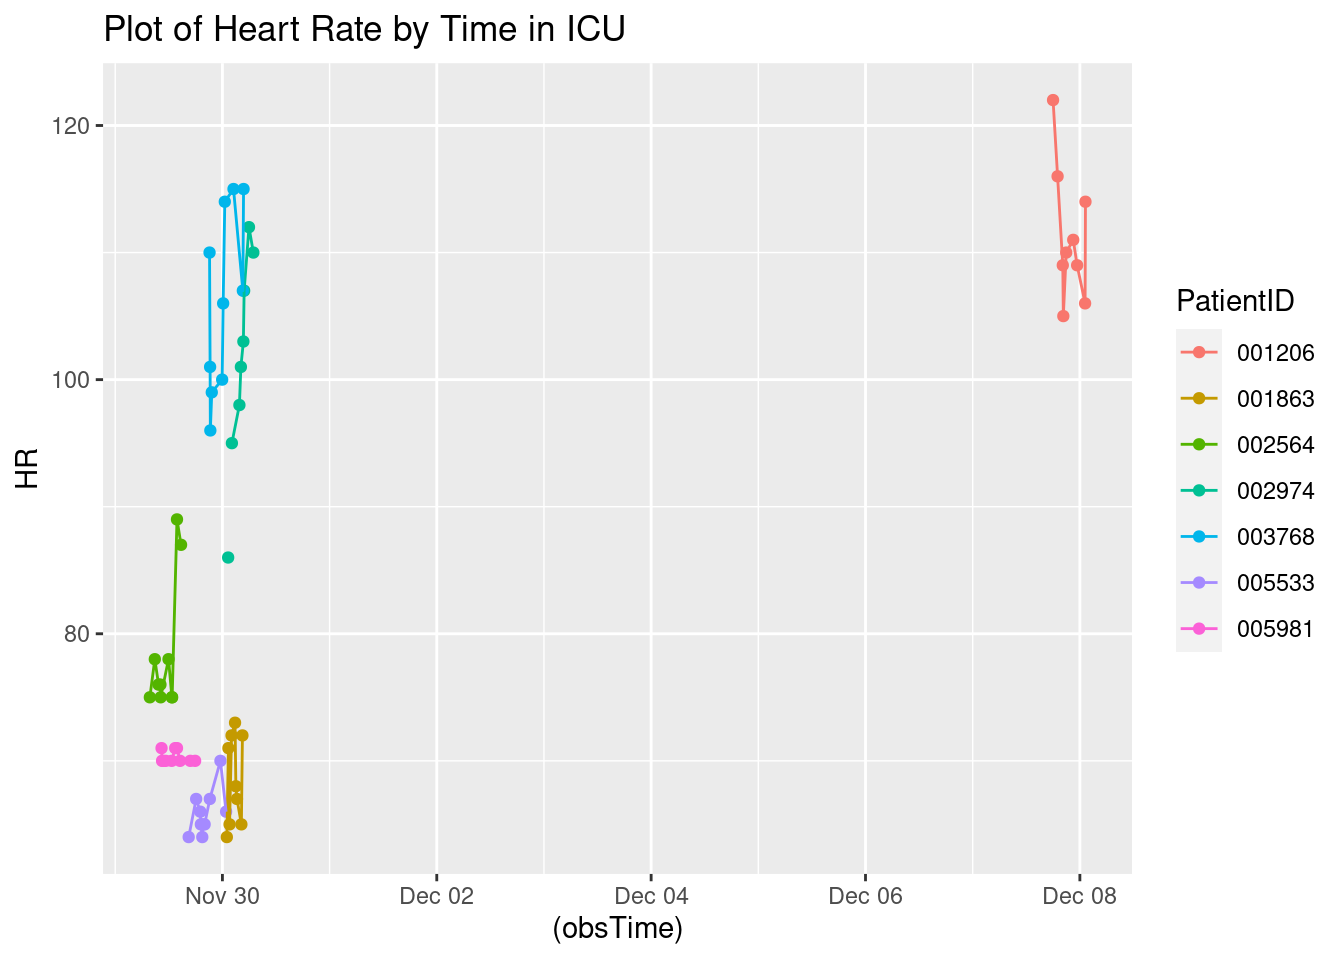 Plot of Heart Rate by Time in ICU
120
100
80
HR
Nov 30 Dec 02 Dec 04 Dec 06 Dec 08
(obsTime)
PatientID
001206
001863
002564
002974
003768
005533
005981